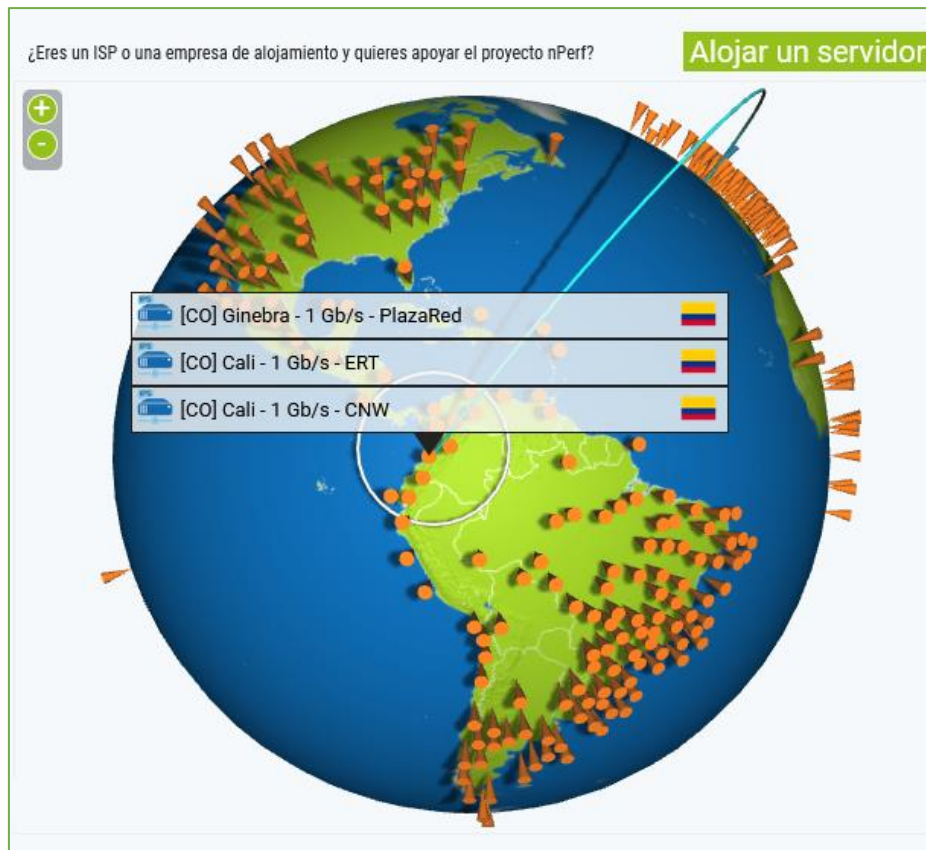 ¿Eres un ISP o una empresa de alojamiento y quieres apoyar el proyecto nPerf?
Alojar un servidor
+
-
[CO] Ginebra - 1 Gb/s - PlazaRed
[CO] Cali - 1 Gb/s - ERT
[CO] Cali - 1 Gb/s - CNW